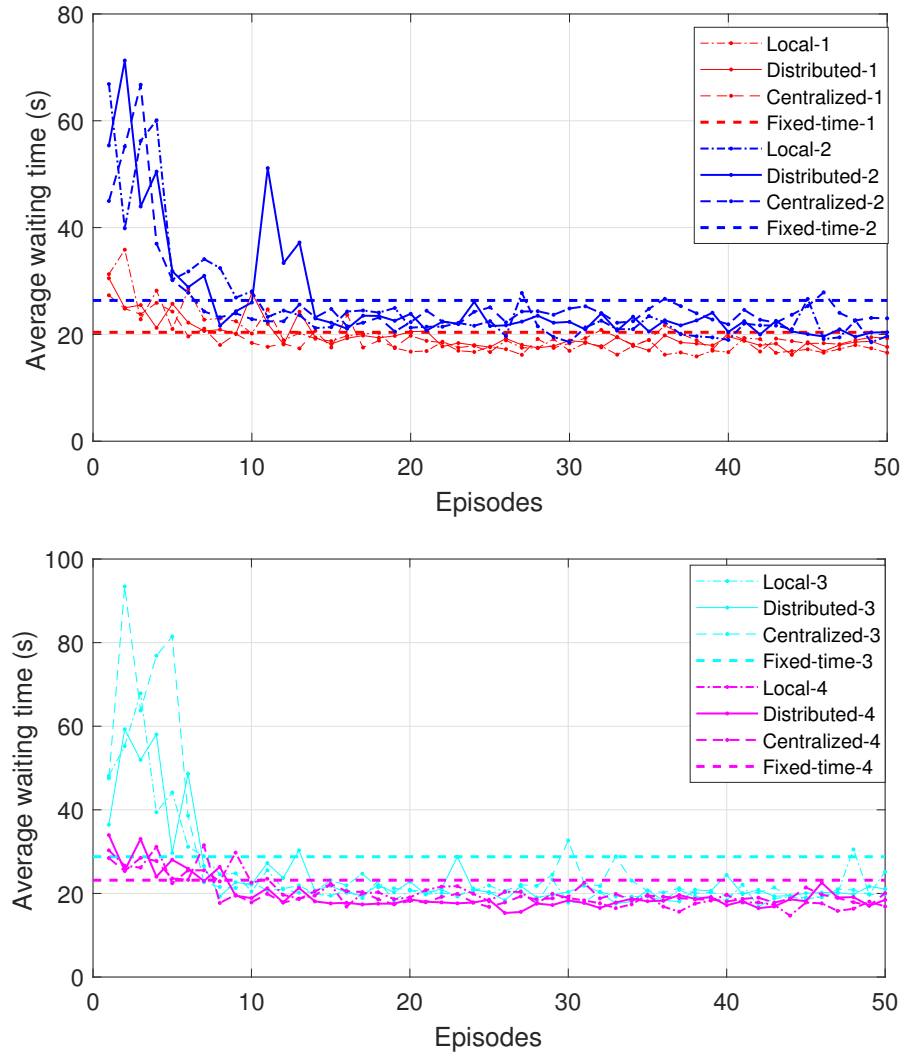 80
60
40
20
0
0 10 20 30 40 50
Average waiting time (s)
Episodes
Local-1
Distributed-1
Centralized-1
Fixed-time-1
Local-2
Distributed-2
Centralized-2
Fixed-time-2
100
80
60
40
20
0
0 10 20 30 40 50
Average waiting time (s)
Episodes
Local-3
Distributed-3
Centralized-3
Fixed-time-3
Local-4
Distributed-4
Centralized-4
Fixed-time-4